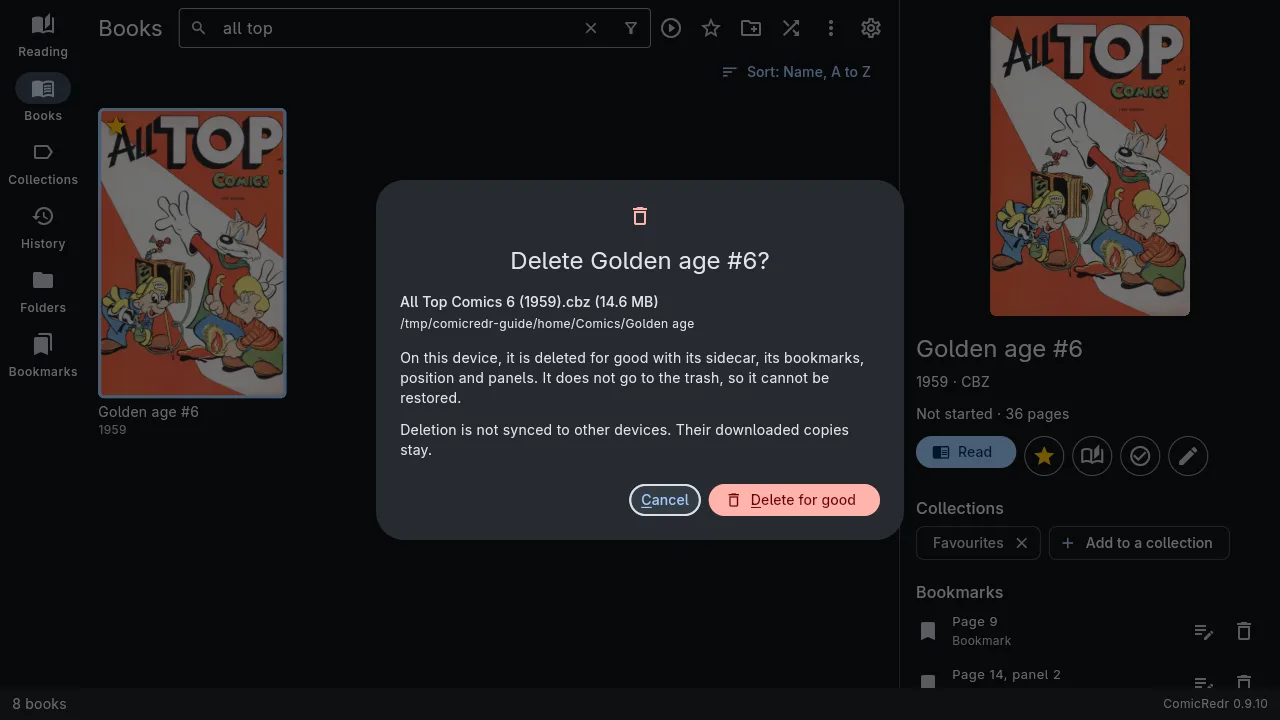 Reading
Books
Collections
History
Folders
Bookmarks
Books
all top
Sort: Name, A to Z
ALL TOP
COMICS
Golden age #6
1959
Delete Golden age #6?
All Top Comics 6 (1959).cbz (14.6 MB)
/tmp/comicredr-guide/home/Comics/Golden age
On this device, it is deleted for good with its sidecar, its bookmarks,
position and panels. It does not go to the trash, so it cannot be
restored.
Deletion is not synced to other devices. Their downloaded copies
stay.
Cancel
Delete for good
ALL TOP
COMICS
Golden age #6
1959 · CBZ
Not started · 36 pages
Read
Collections
Favourites
Add to a collection
Bookmarks
Page 9
Bookmark
Page 14, panel 2
8 books
ComicRedr 0.9.10